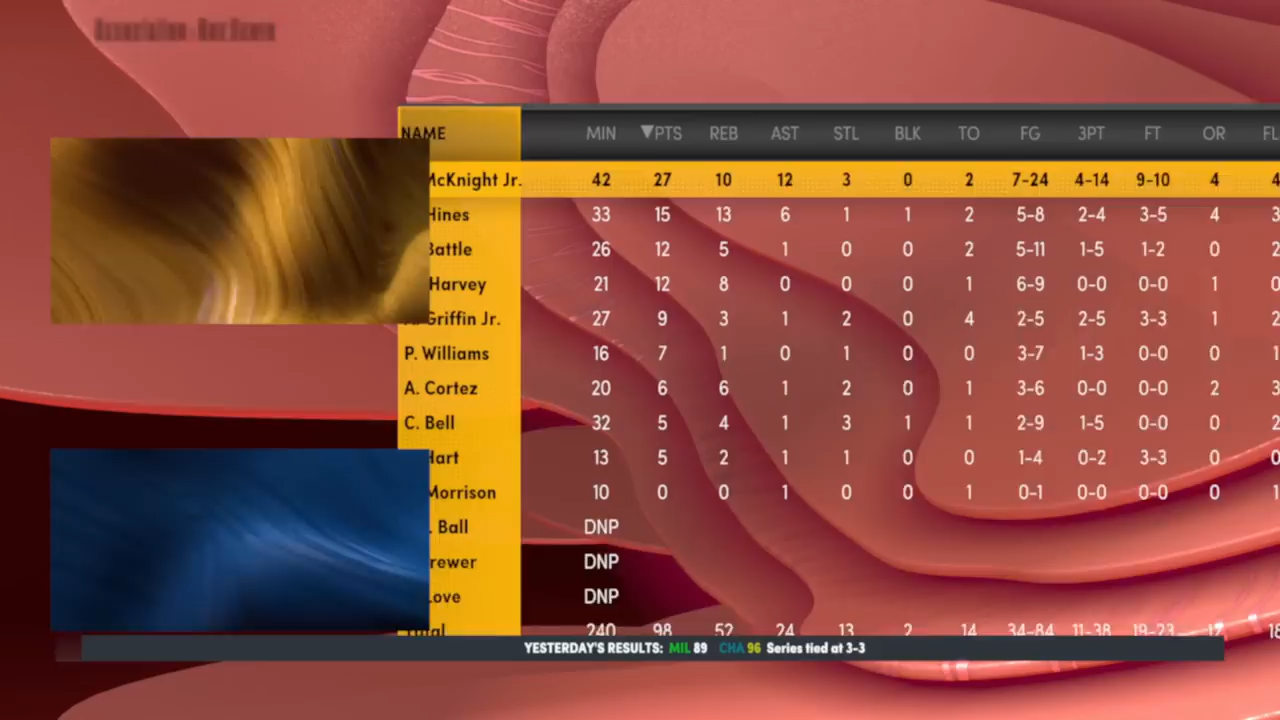 NAME MIN ▼PTS REB AST STL BLK TO FG 3PT FT OR FL
McKnight Jr. 42 27 10 12 3 0 2 7-24 4-14 9-10 4 4
Hines 33 15 13 6 1 1 2 5-8 2-4 3-5 4 3
Battle 26 12 5 1 0 0 2 5-11 1-5 1-2 0 2
Harvey 21 12 8 0 0 0 1 6-9 0-0 0-0 1 0
Griffin Jr. 27 9 3 1 2 0 4 2-5 2-5 3-3 1 2
P. Williams 16 7 1 0 1 0 0 3-7 1-3 0-0 0 1
A. Cortez 20 6 6 1 2 0 1 3-6 0-0 0-0 2 3
C. Bell 32 5 4 1 3 1 1 2-9 1-5 0-0 0 2
Hart 13 5 2 1 1 0 0 1-4 0-2 3-3 0 0
Morrison 10 0 0 1 0 0 1 0-1 0-0 0-0 0 1
. Ball DNP
rewer DNP
Love DNP
Total 240 98 52 24 13 2 14 34-84 11-38 19-23 12 18
YESTERDAY'S RESULTS: MIL 89 CHA 96 Series tied at 3-3